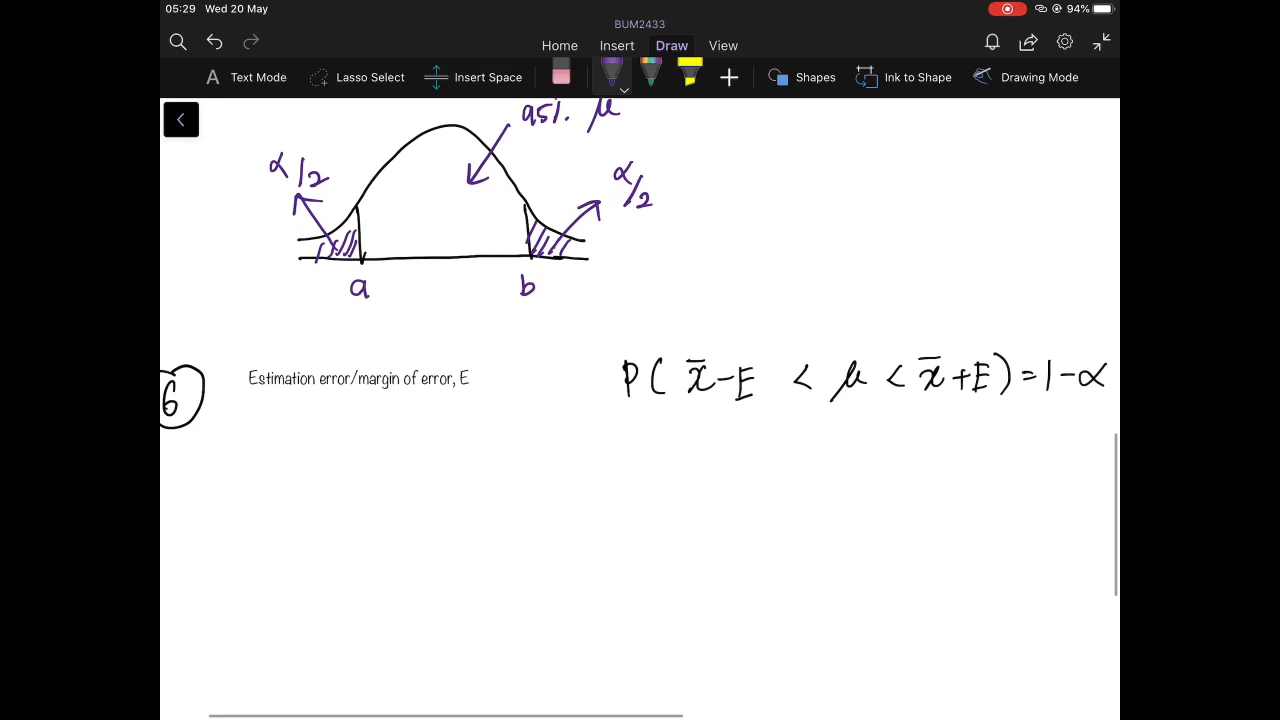 05:29 Wed 20 May
94%
BUM2433
Home Insert Draw View
Text Mode Lasso Select Insert Space Shapes Ink to Shape Drawing Mode
95%. μ
α/2
α/2
a b
6
Estimation error/margin of error, E
P( x̄-E < μ < x̄+E) = 1-α